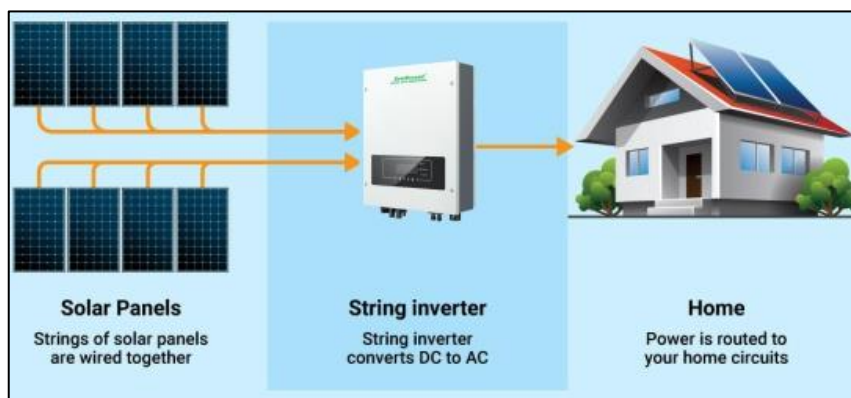 Solar Panels
Strings of solar panels
are wired together
String inverter
String inverter
converts DC to AC
Home
Power is routed to
your home circuits